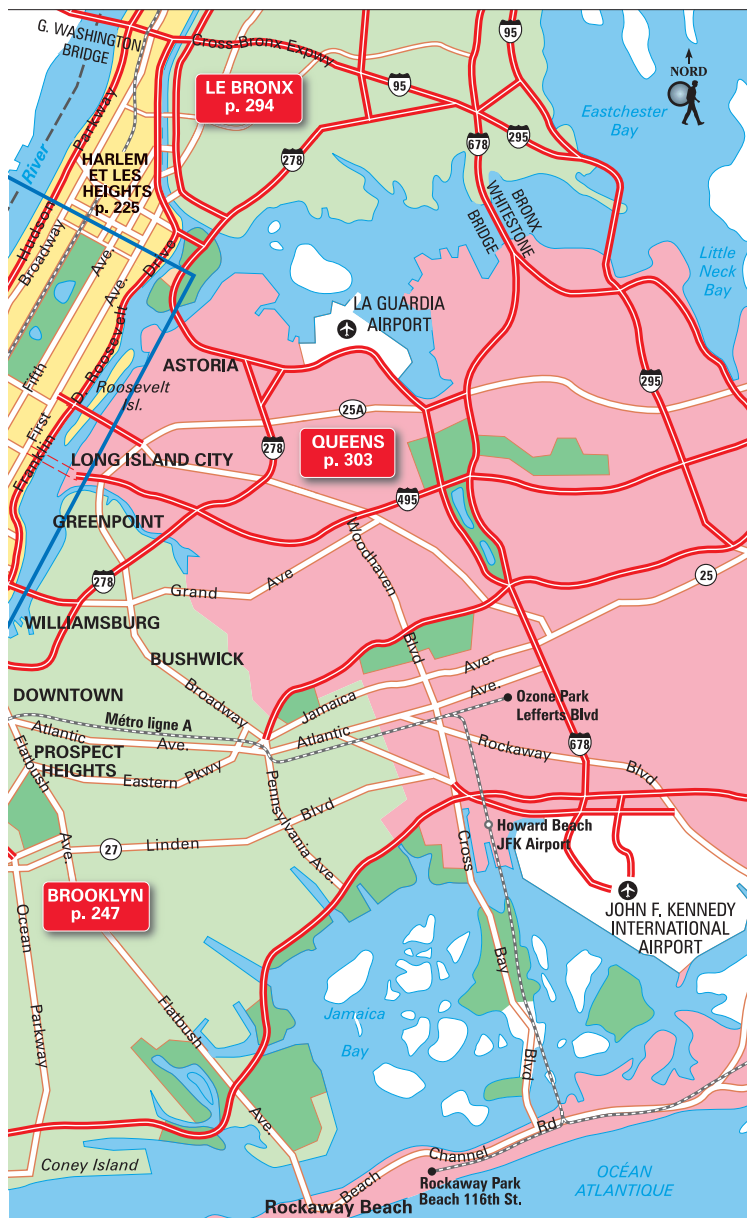 G. WASHINGTON
BRIDGE
Cross-Bronx Expwy
95
LE BRONX
p. 294
95
NORD
Eastchester
Bay
295
678
278
River
Hudson Parkway
HARLEM
ET LES
HEIGHTS
p. 225
Broadway
Ave.
Ave.
BRONX
WHITESTONE
BRIDGE
Little
Neck
Bay
LA GUARDIA
AIRPORT
ASTORIA
Fifth
First
Franklin D. Roosevelt Drive
Roosevelt
Isl.
295
25A
278
QUEENS
p. 303
LONG ISLAND CITY
495
GREENPOINT
Woodhaven
Blvd
278
Grand Ave
25
WILLIAMSBURG
BUSHWICK
Broadway
Jamaica Ave.
DOWNTOWN
Métro ligne A
Atlantic Ave.
Atlantic Ave.
Ozone Park
Lefferts Blvd
678
Rockaway Blvd
PROSPECT
HEIGHTS
Flatbush
Ave.
Eastern Pkwy
Pennsylvania Ave.
27
Linden Blvd
Cross
Bay
Blvd
Howard Beach
JFK Airport
BROOKLYN
p. 247
JOHN F. KENNEDY
INTERNATIONAL
AIRPORT
Ocean
Parkway
Flatbush
Ave.
Jamaica
Bay
Coney Island
Beach Channel Rd
Rockaway Park
Beach 116th St.
Rockaway Beach
OCÉAN
ATLANTIQUE